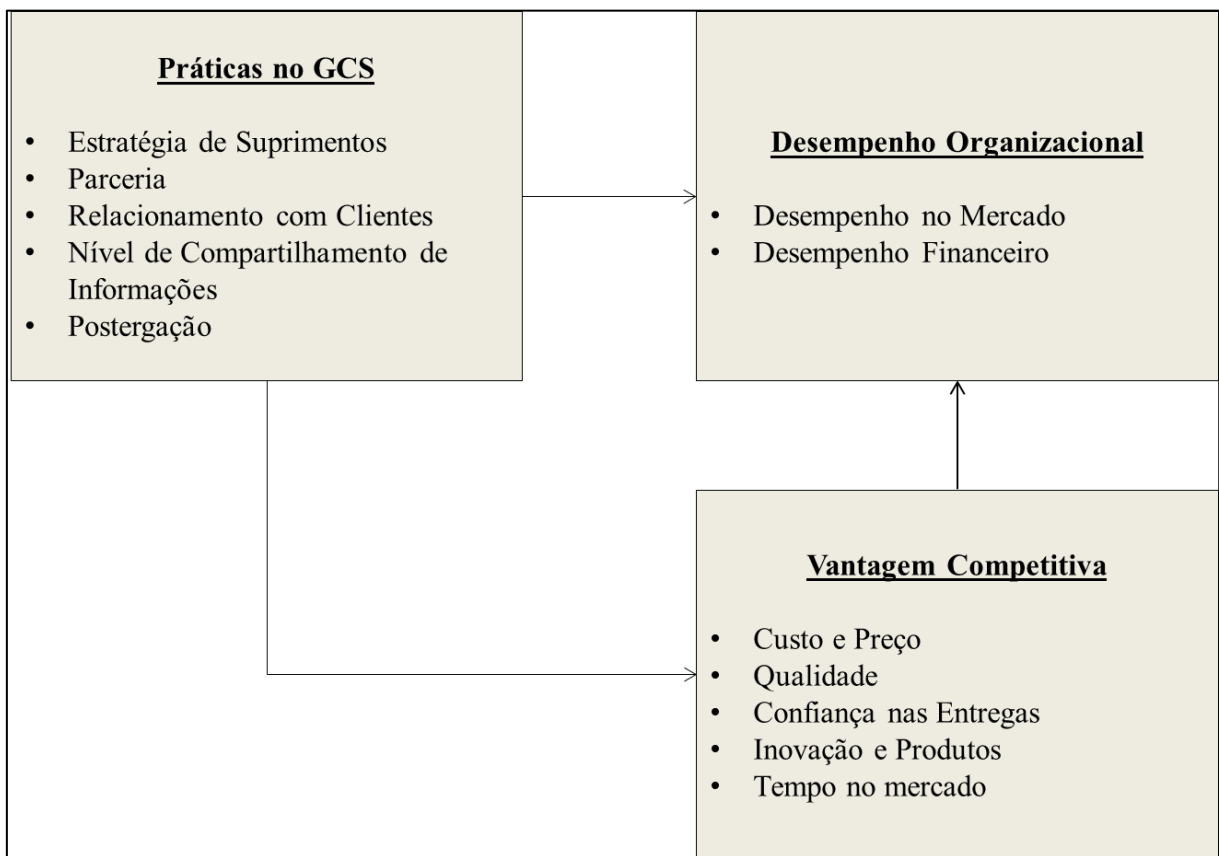 Práticas no GCS
• Estratégia de Suprimentos
• Parceria
• Relacionamento com Clientes
• Nível de Compartilhamento de
Informações
• Postergação
Desempenho Organizacional
• Desempenho no Mercado
• Desempenho Financeiro
Vantagem Competitiva
• Custo e Preço
• Qualidade
• Confiança nas Entregas
• Inovação e Produtos
• Tempo no mercado